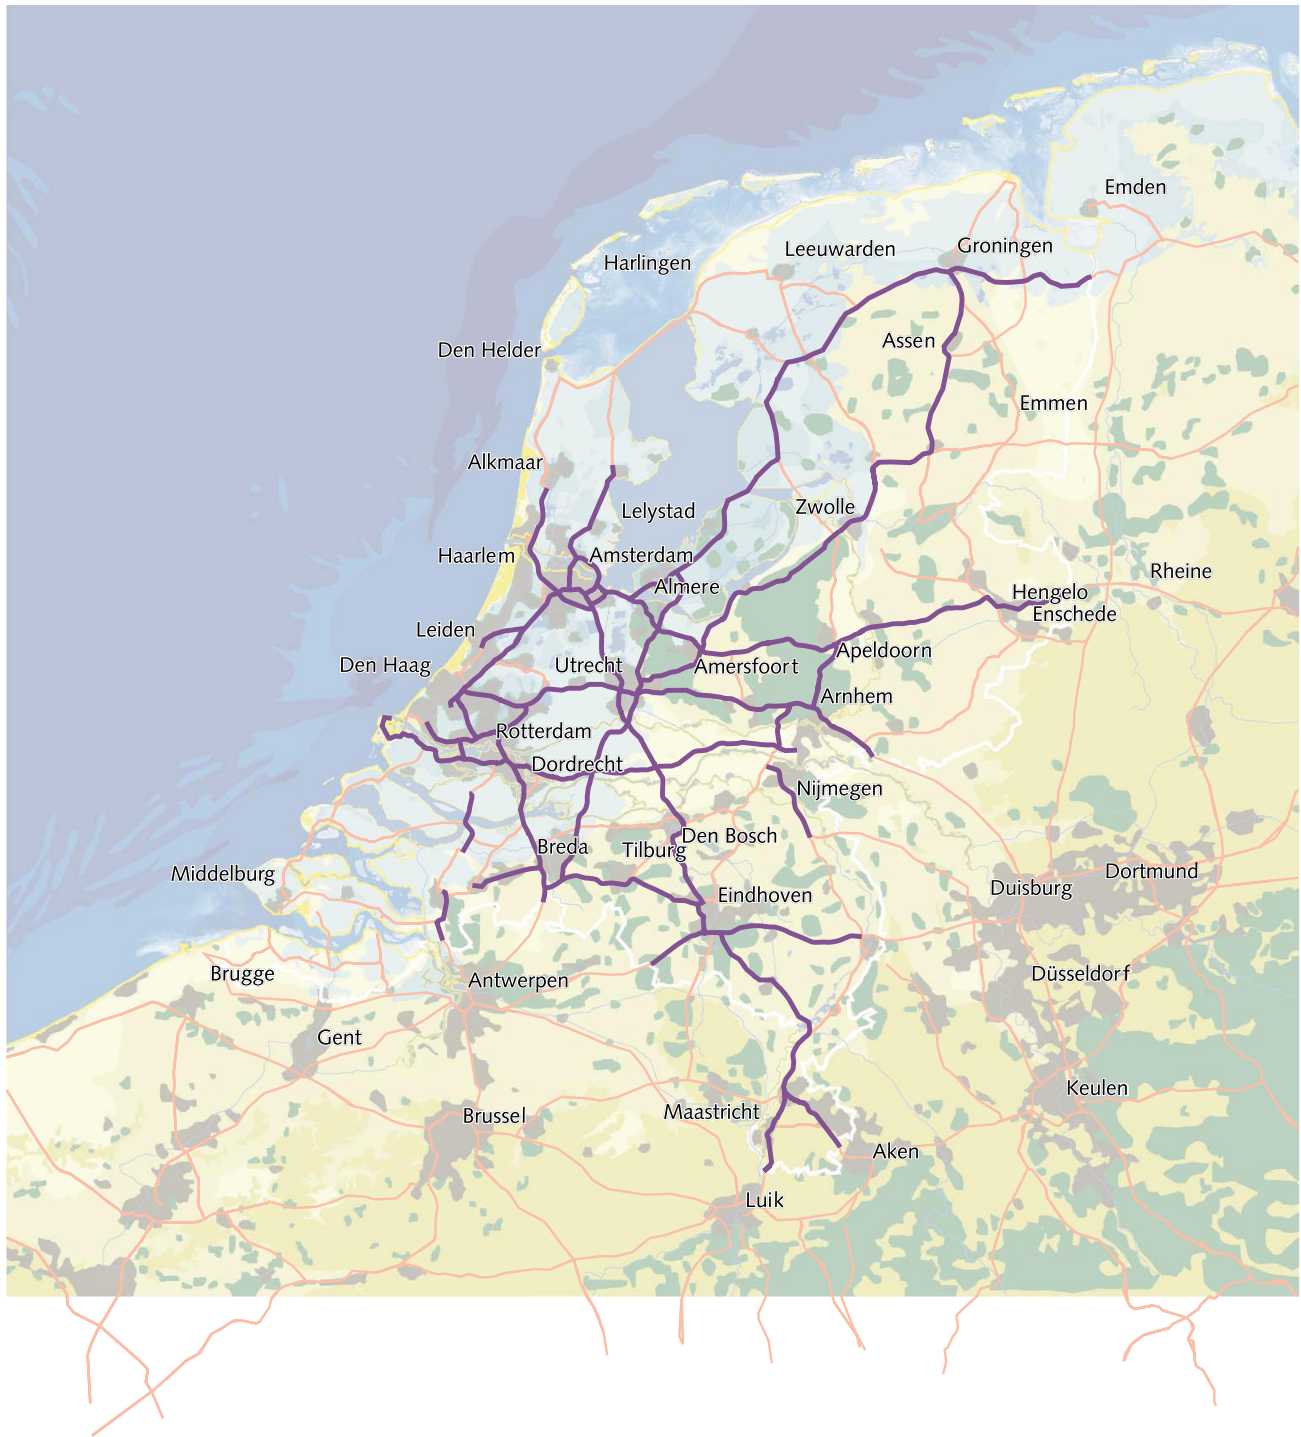 Emden
Groningen
Leeuwarden
Harlingen
Assen
Den Helder
Emmen
Alkmaar
Zwolle
Lelystad
Haarlem
Amsterdam
Rheine
Almere
Hengelo
Enschede
Leiden
Apeldoorn
Den Haag
Utrecht
Amersfoort
Arnhem
Rotterdam
Dordrecht
Nijmegen
Den Bosch
Breda
Tilburg
Middelburg
Dortmund
Duisburg
Eindhoven
Brugge
Düsseldorf
Antwerpen
Gent
Keulen
Maastricht
Brussel
Aken
Luik